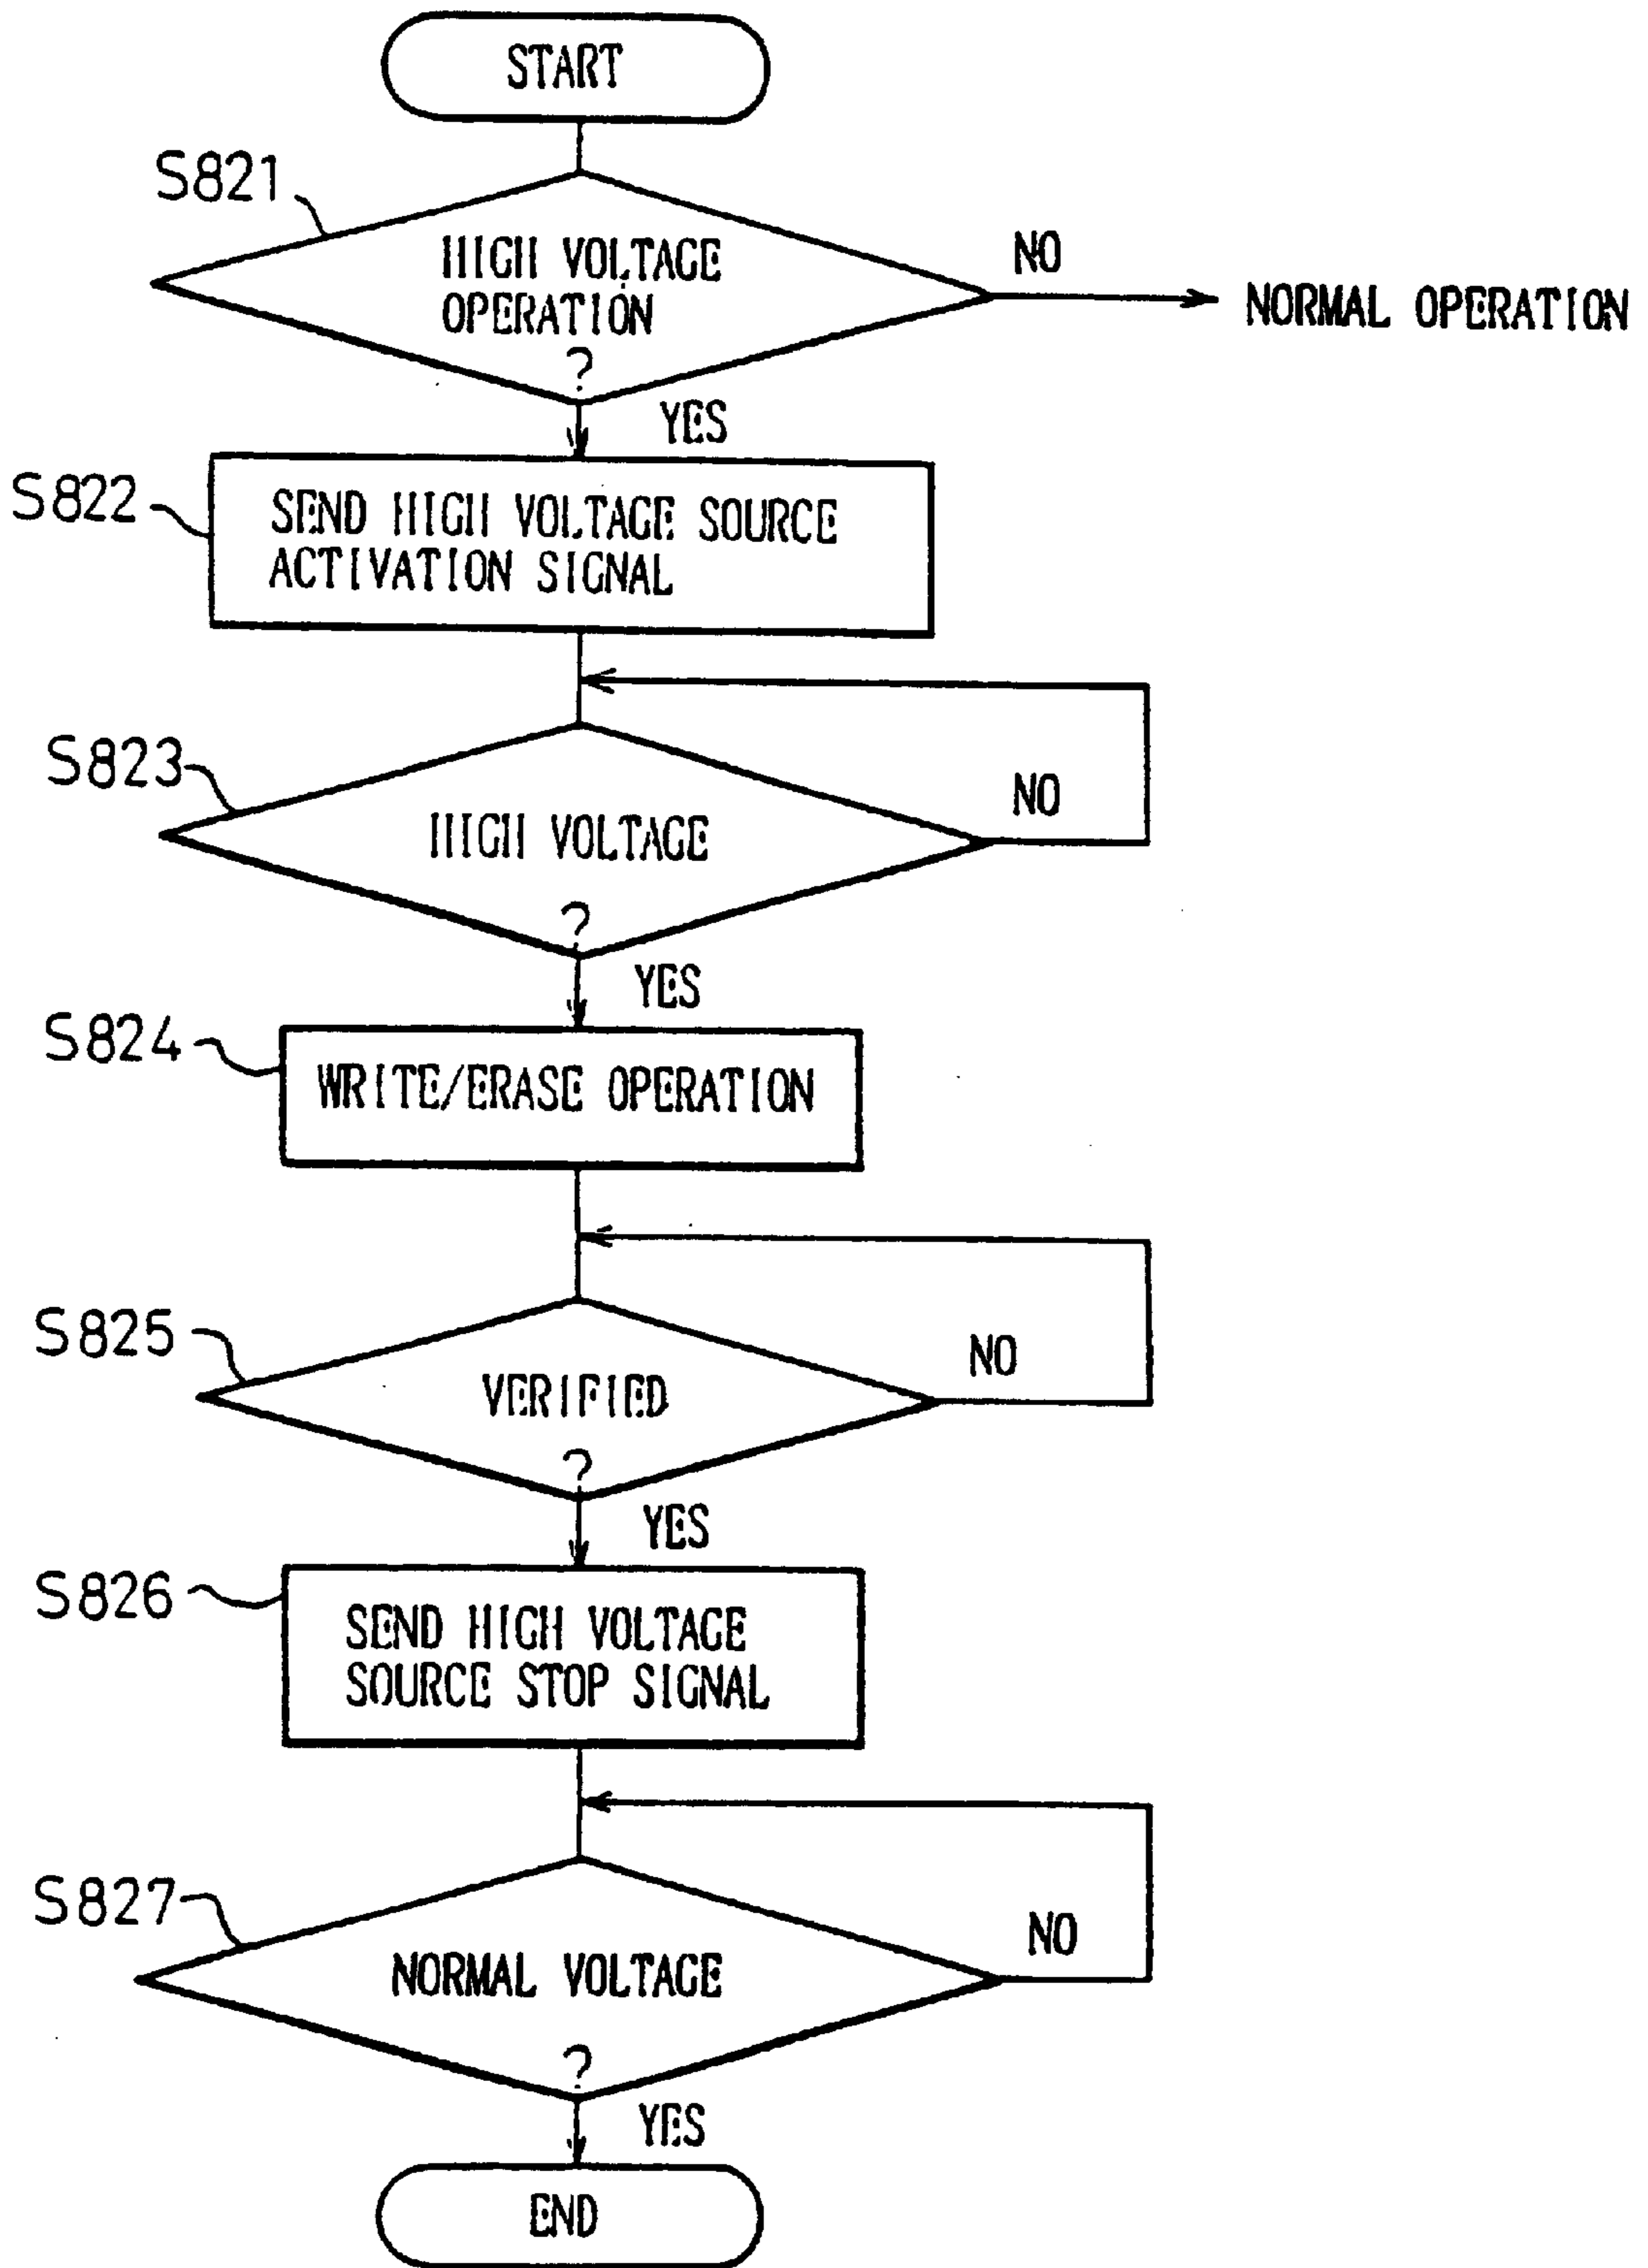 START
S821
HIGH VOLTAGE
OPERATION
?
NO
NORMAL OPERATION
YES
S822
SEND HIGH VOLTAGE SOURCE
ACTIVATION SIGNAL
S823
HIGH VOLTAGE
?
NO
YES
S824
WRITE/ERASE OPERATION
S825
VERIFIED
?
NO
YES
S826
SEND HIGH VOLTAGE
SOURCE STOP SIGNAL
S827
NORMAL VOLTAGE
?
NO
YES
END